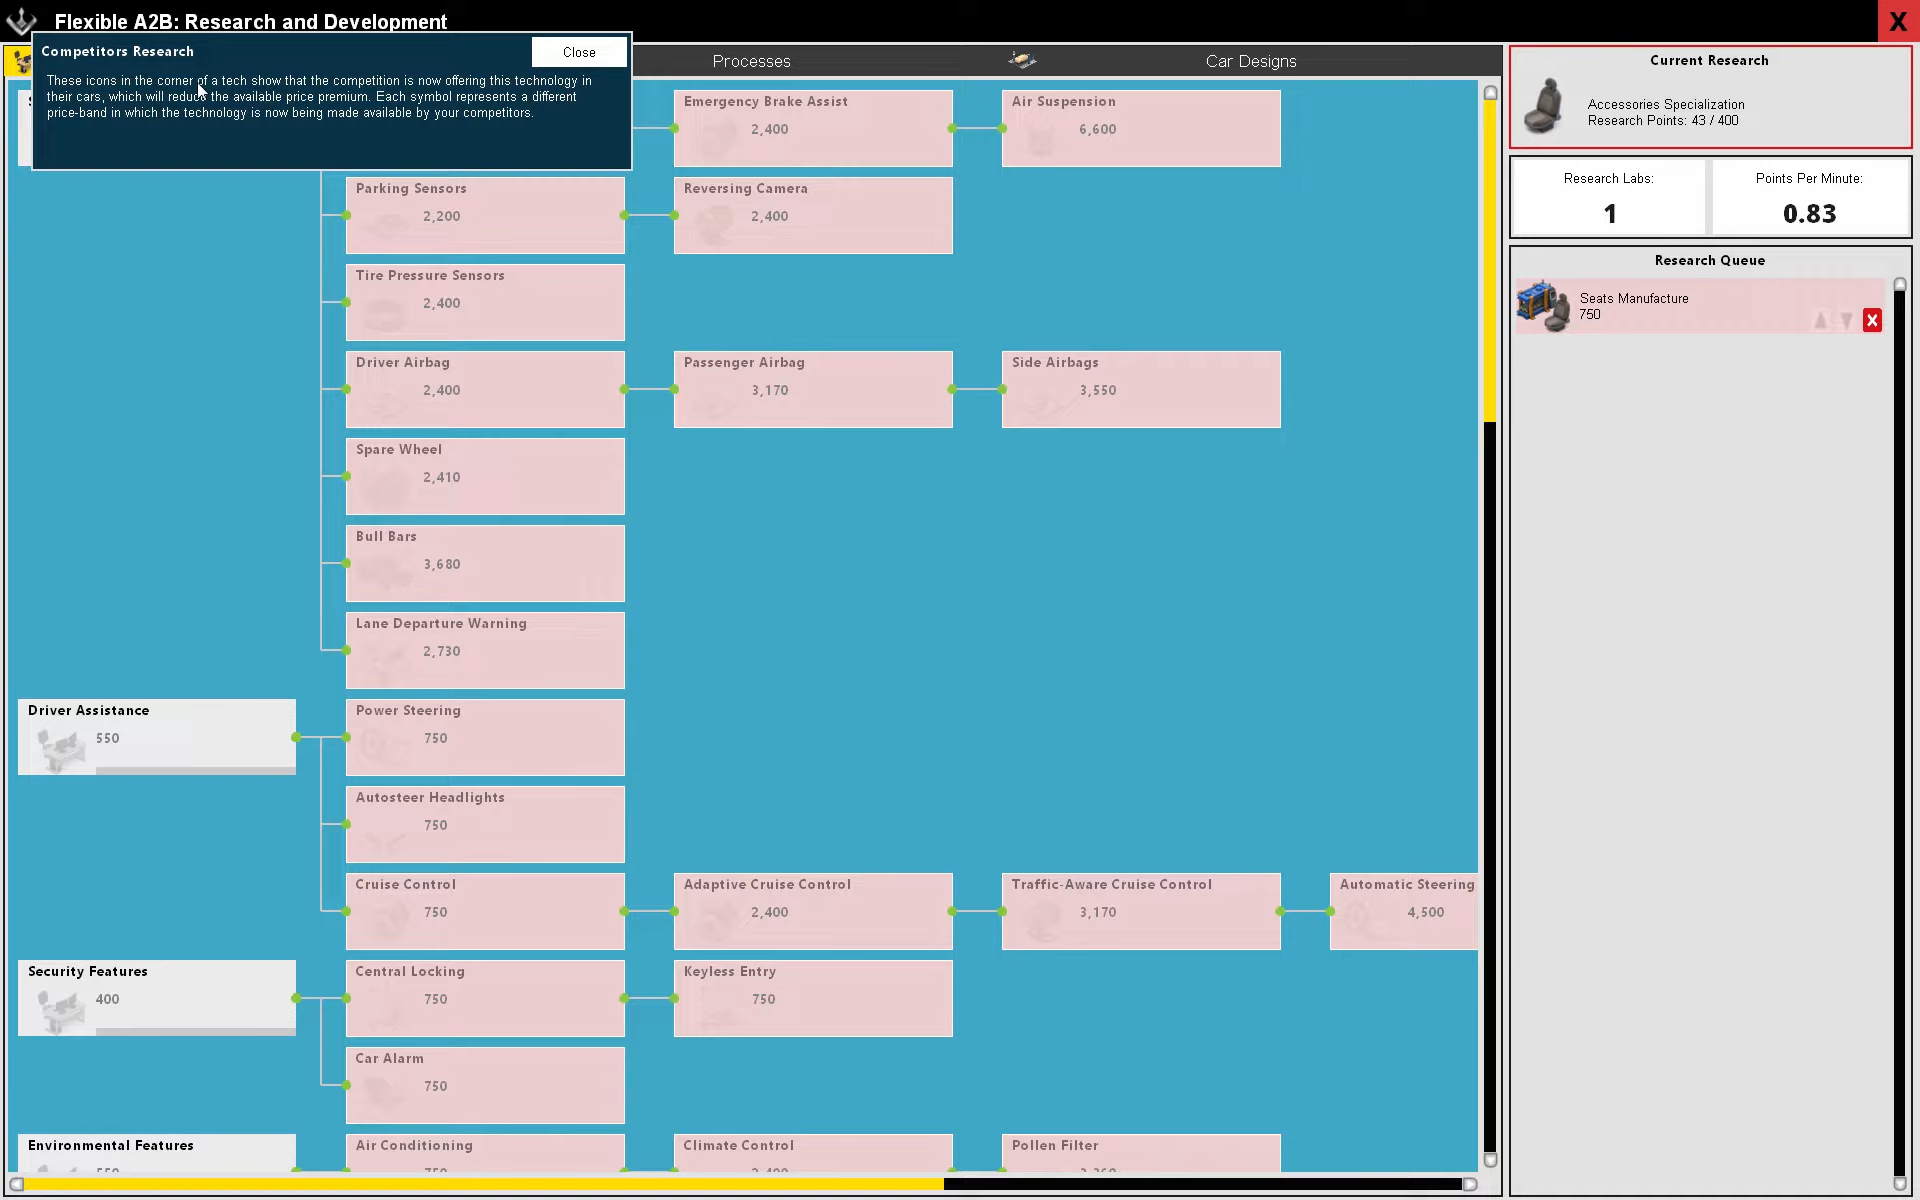 Flexible A2B: Research and Development
X
Competitors Research
Close
These icons in the corner of a tech show that the competition is now offering this technology in
their cars, which will reduce the available price premium. Each symbol represents a different
price-band in which the technology is now being made available by your competitors.
Processes
Car Designs
Emergency Brake Assist
2,400
Air Suspension
6,600
Parking Sensors
2,200
Reversing Camera
2,400
Tire Pressure Sensors
2,400
Driver Airbag
2,400
Passenger Airbag
3,170
Side Airbags
3,550
Spare Wheel
2,410
Bull Bars
3,680
Lane Departure Warning
2,730
Driver Assistance
550
Power Steering
750
Autosteer Headlights
750
Cruise Control
750
Adaptive Cruise Control
2,400
Traffic-Aware Cruise Control
3,170
Automatic Steering
4,500
Security Features
400
Central Locking
750
Keyless Entry
750
Car Alarm
750
Environmental Features
550
Air Conditioning
750
Climate Control
2,400
Pollen Filter
Current Research
Accessories Specialization
Research Points: 43 / 400
Research Labs:
1
Points Per Minute:
0.83
Research Queue
Seats Manufacture
750
X